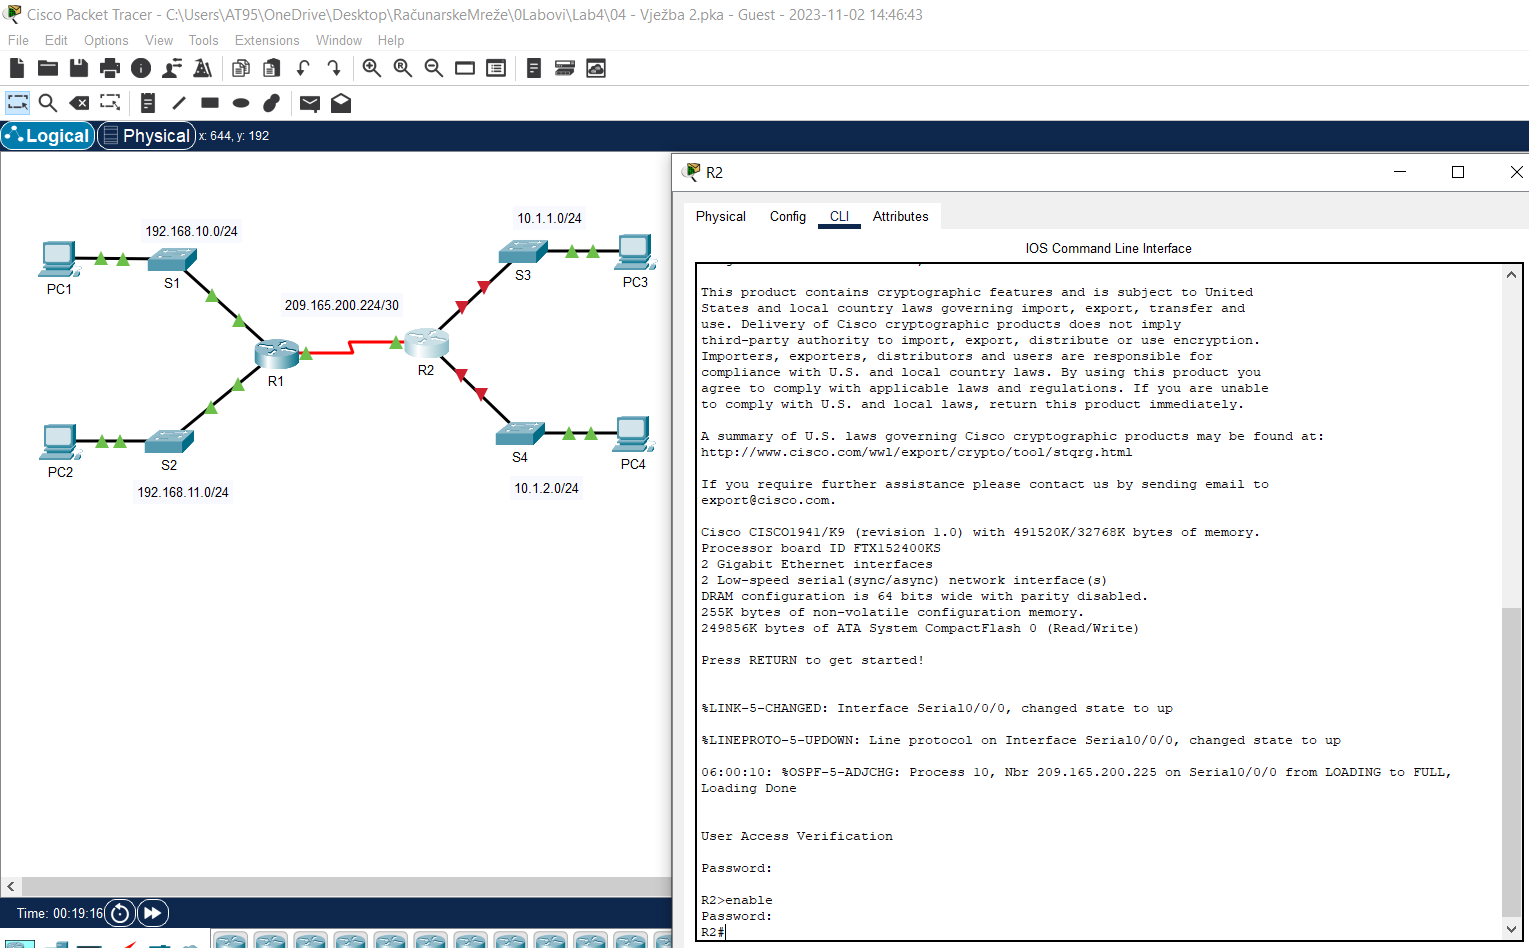 Cisco Packet Tracer - C:\Users\AT95\OneDrive\Desktop\RačunarskeMreže\0Labovi\Lab4\04 - Vježba 2.pka - Guest - 2023-11-02 14:46:43
File Edit Options View Tools Extensions Window Help
Logical Physical x: 644, y: 192
192.168.10.0/24
PC1
S1
209.165.200.224/30
R1
PC2
S2
192.168.11.0/24
10.1.1.0/24
S3
PC3
R2
S4
PC4
10.1.2.0/24
Time: 00:19:16
R2
Physical Config CLI Attributes
IOS Command Line Interface
This product contains cryptographic features and is subject to United
States and local country laws governing import, export, transfer and
use. Delivery of Cisco cryptographic products does not imply
third-party authority to import, export, distribute or use encryption.
Importers, exporters, distributors and users are responsible for
compliance with U.S. and local country laws. By using this product you
agree to comply with applicable laws and regulations. If you are unable
to comply with U.S. and local laws, return this product immediately.
A summary of U.S. laws governing Cisco cryptographic products may be found at:
http://www.cisco.com/wwl/export/crypto/tool/stqrg.html
If you require further assistance please contact us by sending email to
export@cisco.com.
Cisco CISCO1941/K9 (revision 1.0) with 491520K/32768K bytes of memory.
Processor board ID FTX152400KS
2 Gigabit Ethernet interfaces
2 Low-speed serial(sync/async) network interface(s)
DRAM configuration is 64 bits wide with parity disabled.
255K bytes of non-volatile configuration memory.
249856K bytes of ATA System CompactFlash 0 (Read/Write)
Press RETURN to get started!
%LINK-5-CHANGED: Interface Serial0/0/0, changed state to up
%LINEPROTO-5-UPDOWN: Line protocol on Interface Serial0/0/0, changed state to up
06:00:10: %OSPF-5-ADJCHG: Process 10, Nbr 209.165.200.225 on Serial0/0/0 from LOADING to FULL,
Loading Done
User Access Verification
Password:
R2>enable
Password:
R2#